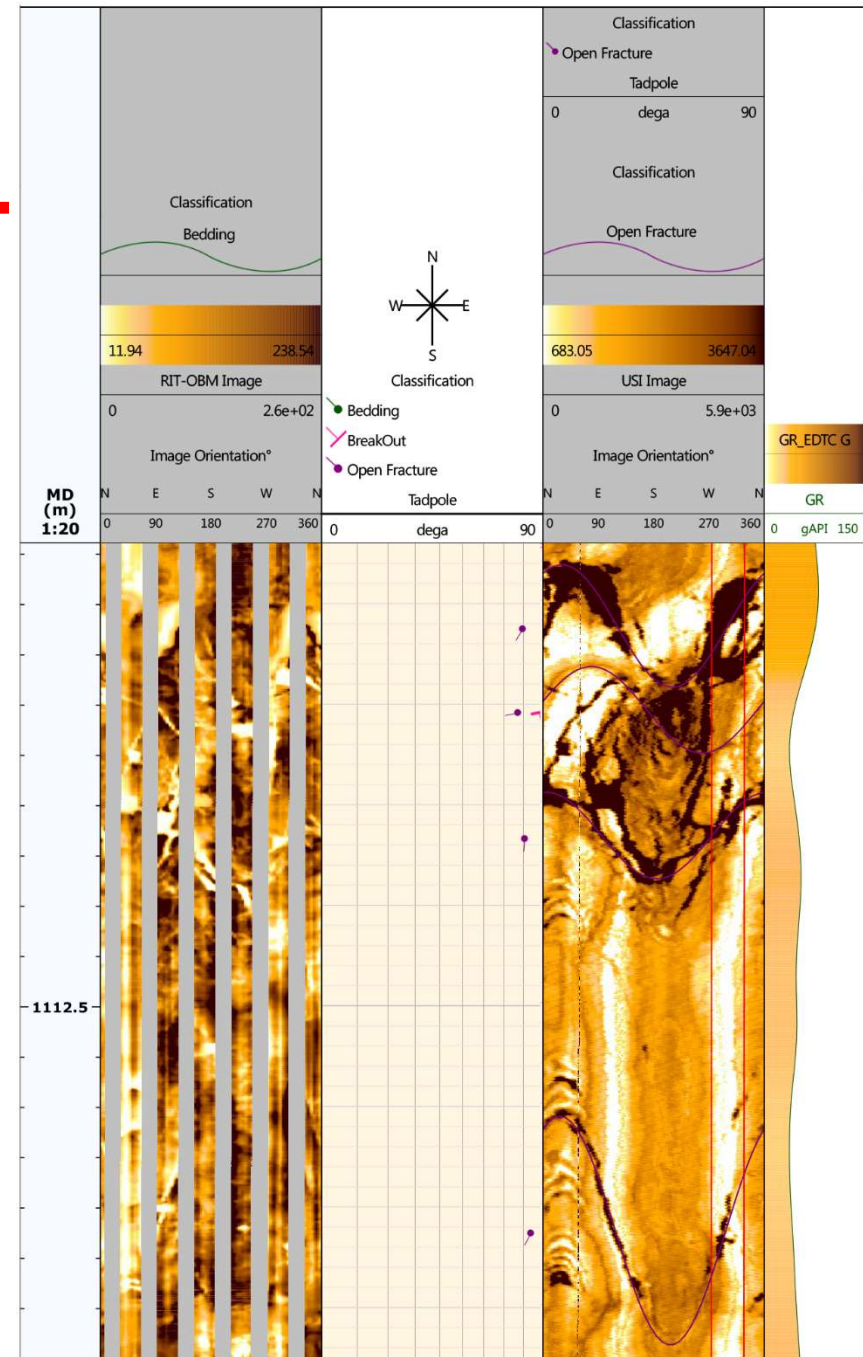 MD
(m)
1:20
Classification
Bedding
11.94 238.54
RIT-OBM Image
0 2.6e+02
Image Orientation°
N E S W N
0 90 180 270 360
N
W E
S
Classification
Bedding
BreakOut
Open Fracture
Tadpole
0 dega 90
Classification
Open Fracture
Tadpole
0 dega 90
Classification
Open Fracture
683.05 3647.04
USI Image
0 5.9e+03
Image Orientation°
N E S W N
0 90 180 270 360
GR_EDTC G
GR
0 gAPI 150
1112.5